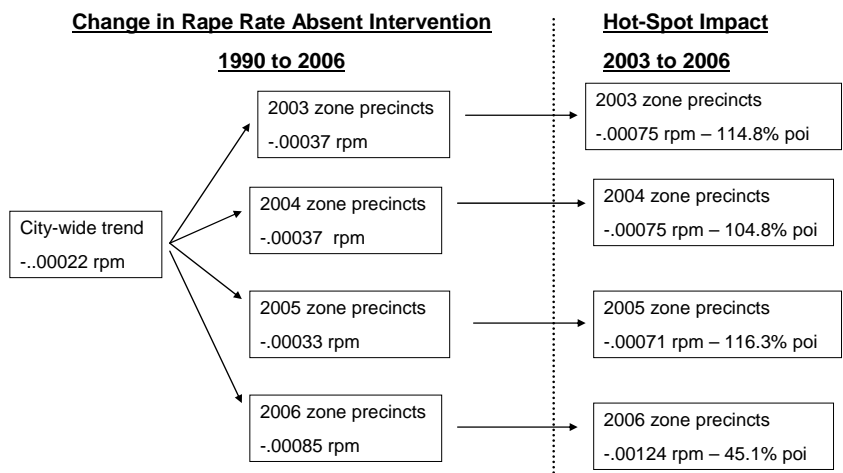 Change in Rape Rate Absent Intervention
1990 to 2006
Hot-Spot Impact
2003 to 2006
City-wide trend
-..00022 rpm
2003 zone precincts
-.00037 rpm
2003 zone precincts
-.00075 rpm – 114.8% poi
2004 zone precincts
-.00037 rpm
2004 zone precincts
-.00075 rpm – 104.8% poi
2005 zone precincts
-.00033 rpm
2005 zone precincts
-.00071 rpm – 116.3% poi
2006 zone precincts
-.00085 rpm
2006 zone precincts
-.00124 rpm – 45.1% poi